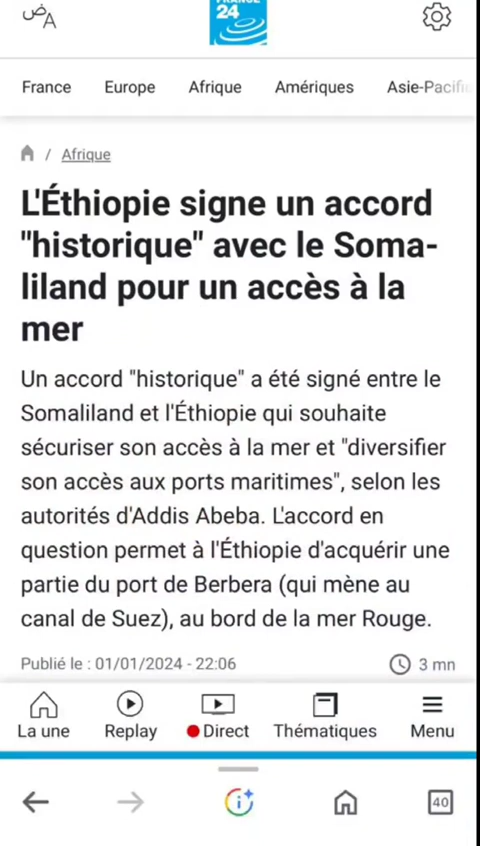 ض A
FRANCE
24
France Europe Afrique Amériques Asie-Pacifi
/ Afrique
L'Éthiopie signe un accord
"historique" avec le Soma-
liland pour un accès à la
mer
Un accord "historique" a été signé entre le
Somaliland et l'Éthiopie qui souhaite
sécuriser son accès à la mer et "diversifier
son accès aux ports maritimes", selon les
autorités d'Addis Abeba. L'accord en
question permet à l'Éthiopie d'acquérir une
partie du port de Berbera (qui mène au
canal de Suez), au bord de la mer Rouge.
Publié le : 01/01/2024 - 22:06 3 mn
La une Replay Direct Thématiques Menu
40